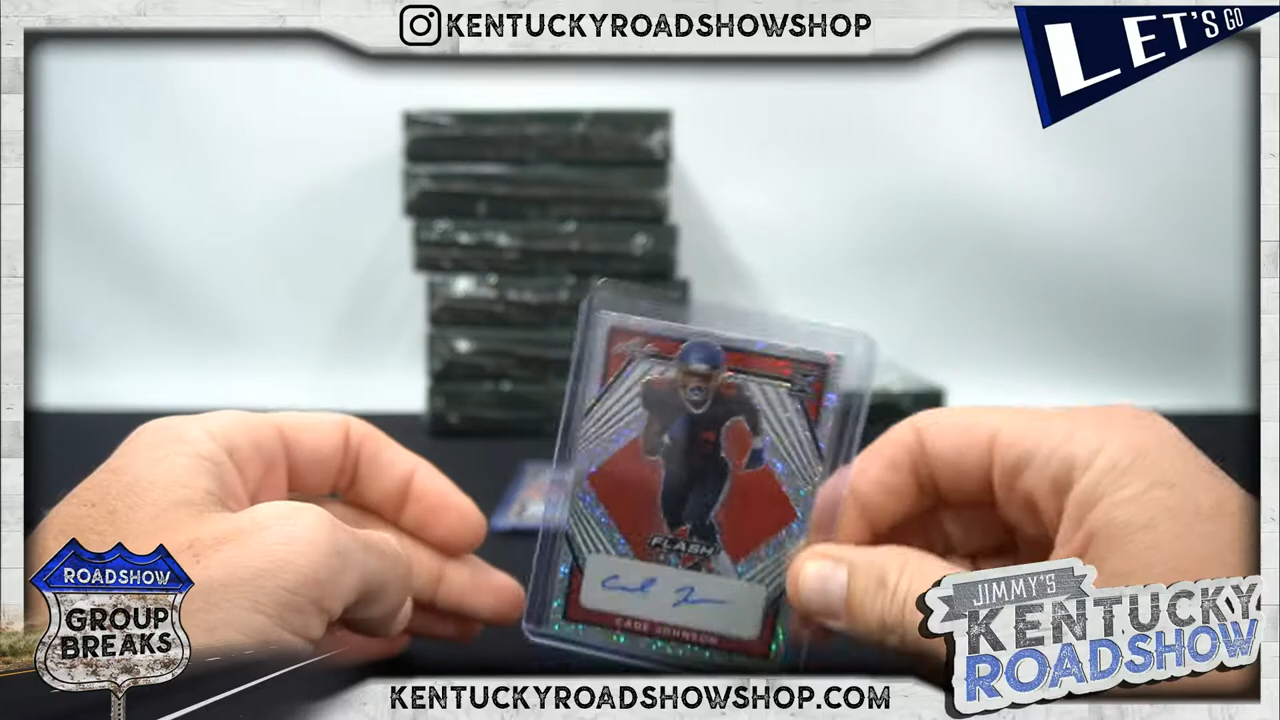 KENTUCKYROADSHOWSHOP
LET'S GO
FLASH
CADE JOHNSON
ROADSHOW
GROUP
BREAKS
JIMMY'S
KENTUCKY
ROADSHOW
KENTUCKYROADSHOWSHOP.COM